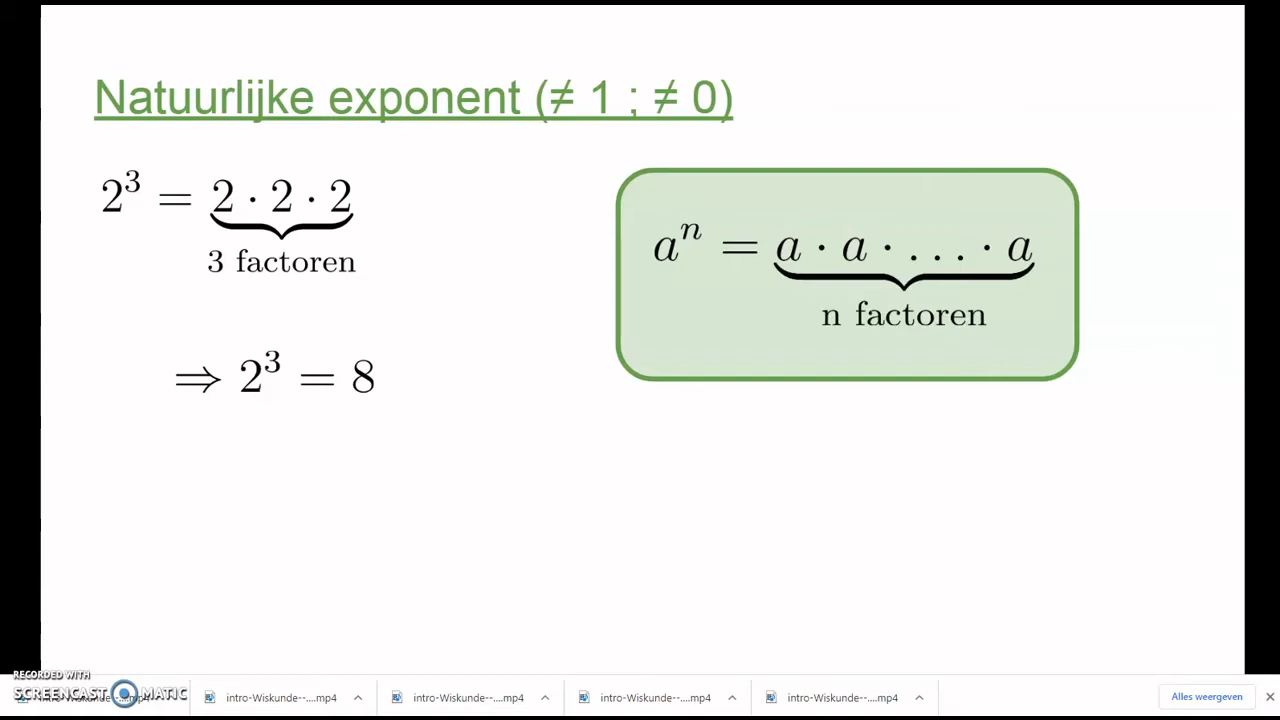 Natuurlijke exponent (≠ 1 ; ≠ 0)
2³ = 2 · 2 · 2
3 factoren
⇒ 2³ = 8
aⁿ = a · a · ... · a
n factoren
RECORDED WITH
SCREENCAST MATIC
intro-Wiskunde--....mp4
intro-Wiskunde--....mp4
intro-Wiskunde--....mp4
intro-Wiskunde--....mp4
Alles weergeven